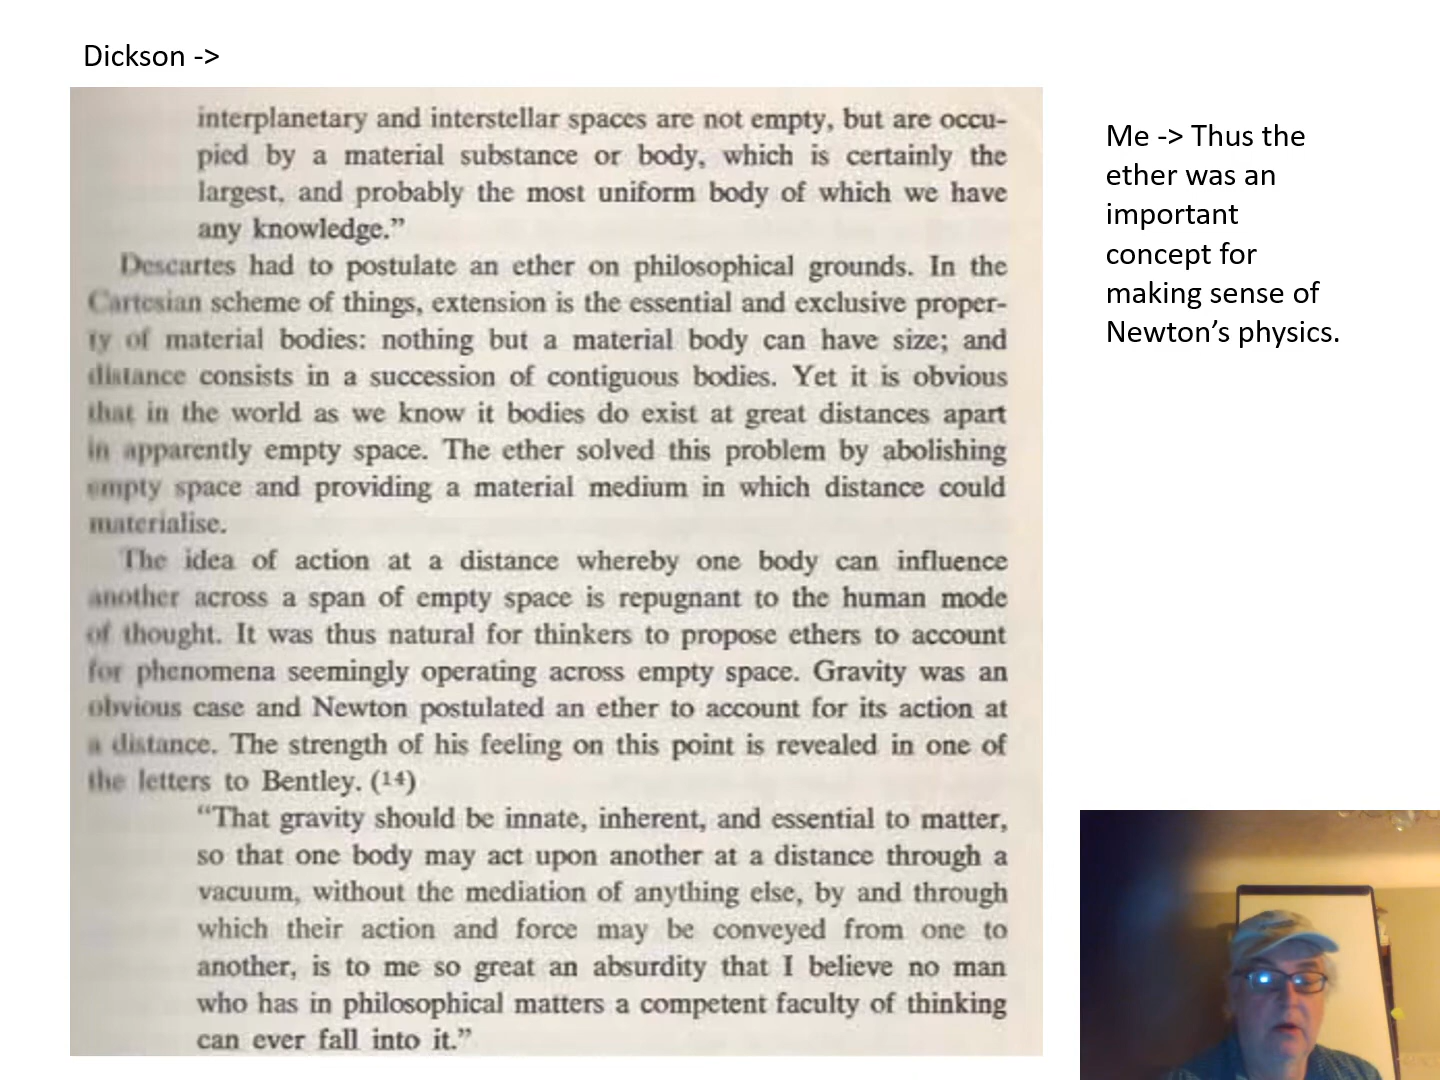 Dickson ->
interplanetary and interstellar spaces are not empty, but are occu-
pied by a material substance or body, which is certainly the
largest, and probably the most uniform body of which we have
any knowledge.”
Descartes had to postulate an ether on philosophical grounds. In the
Cartesian scheme of things, extension is the essential and exclusive proper-
ty of material bodies: nothing but a material body can have size; and
distance consists in a succession of contiguous bodies. Yet it is obvious
that in the world as we know it bodies do exist at great distances apart
in apparently empty space. The ether solved this problem by abolishing
empty space and providing a material medium in which distance could
materialise.
The idea of action at a distance whereby one body can influence
another across a span of empty space is repugnant to the human mode
of thought. It was thus natural for thinkers to propose ethers to account
for phenomena seemingly operating across empty space. Gravity was an
obvious case and Newton postulated an ether to account for its action at
a distance. The strength of his feeling on this point is revealed in one of
the letters to Bentley. (14)
“That gravity should be innate, inherent, and essential to matter,
so that one body may act upon another at a distance through a
vacuum, without the mediation of anything else, by and through
which their action and force may be conveyed from one to
another, is to me so great an absurdity that I believe no man
who has in philosophical matters a competent faculty of thinking
can ever fall into it.”
Me -> Thus the
ether was an
important
concept for
making sense of
Newton’s physics.